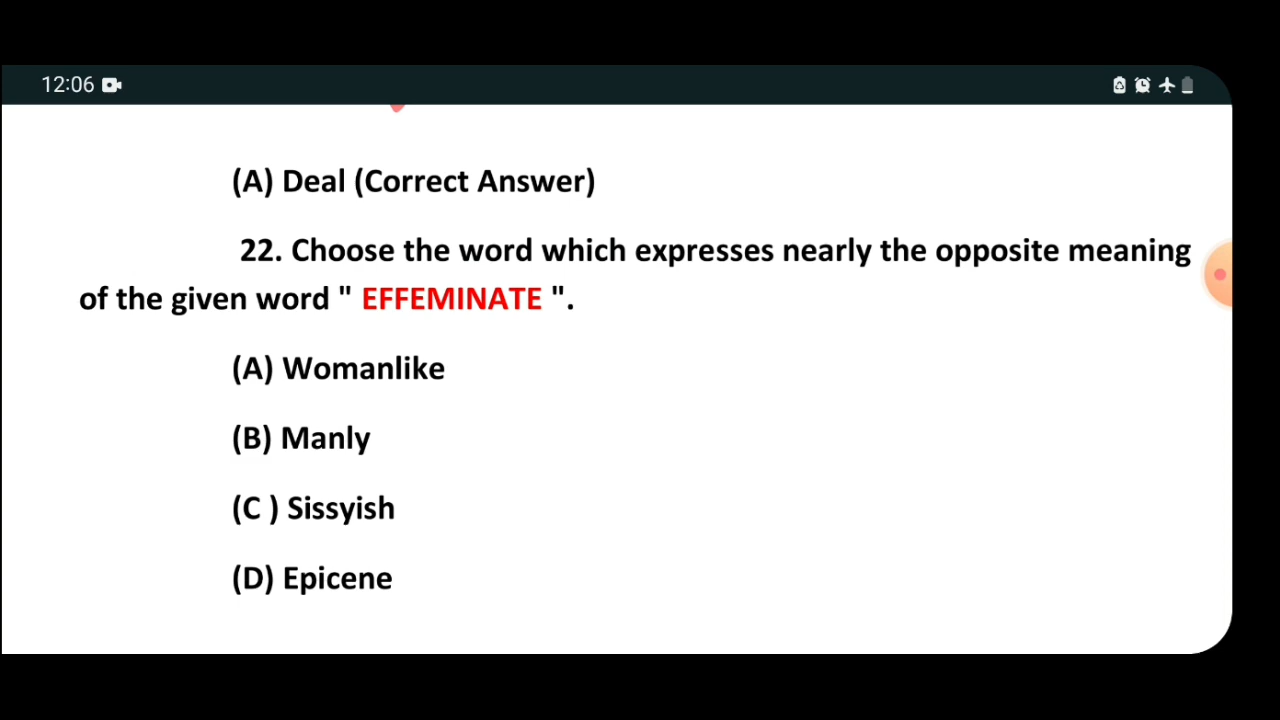 12:06
(A) Deal (Correct Answer)
22. Choose the word which expresses nearly the opposite meaning
of the given word " EFFEMINATE ".
(A) Womanlike
(B) Manly
(C ) Sissyish
(D) Epicene